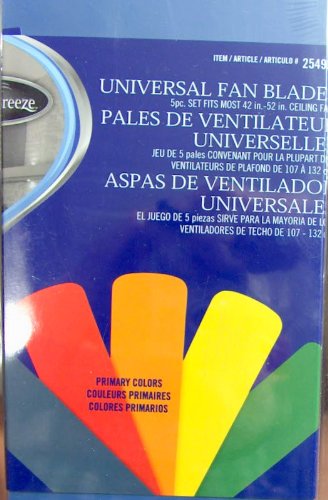 ITEM / ARTICLE / ARTICULO # 2549
reeze
UNIVERSAL FAN BLADE
5pc. SET FITS MOST 42 in.-52 in. CEILING FA
PALES DE VENTILATEU
UNIVERSELLE
JEU DE 5 pales CONVENANT POUR LA PLUPART D
VENTILATEURS DE PLAFOND DE 107 À 132 c
ASPAS DE VENTILADO
UNIVERSALE
EL JUEGO DE 5 piezas SIRVE PARA LA MAYORIA DE LO
VENTILADORES DE TECHO DE 107 - 132 c
PRIMARY COLORS
COULEURS PRIMAIRES
COLORES PRIMARIOS